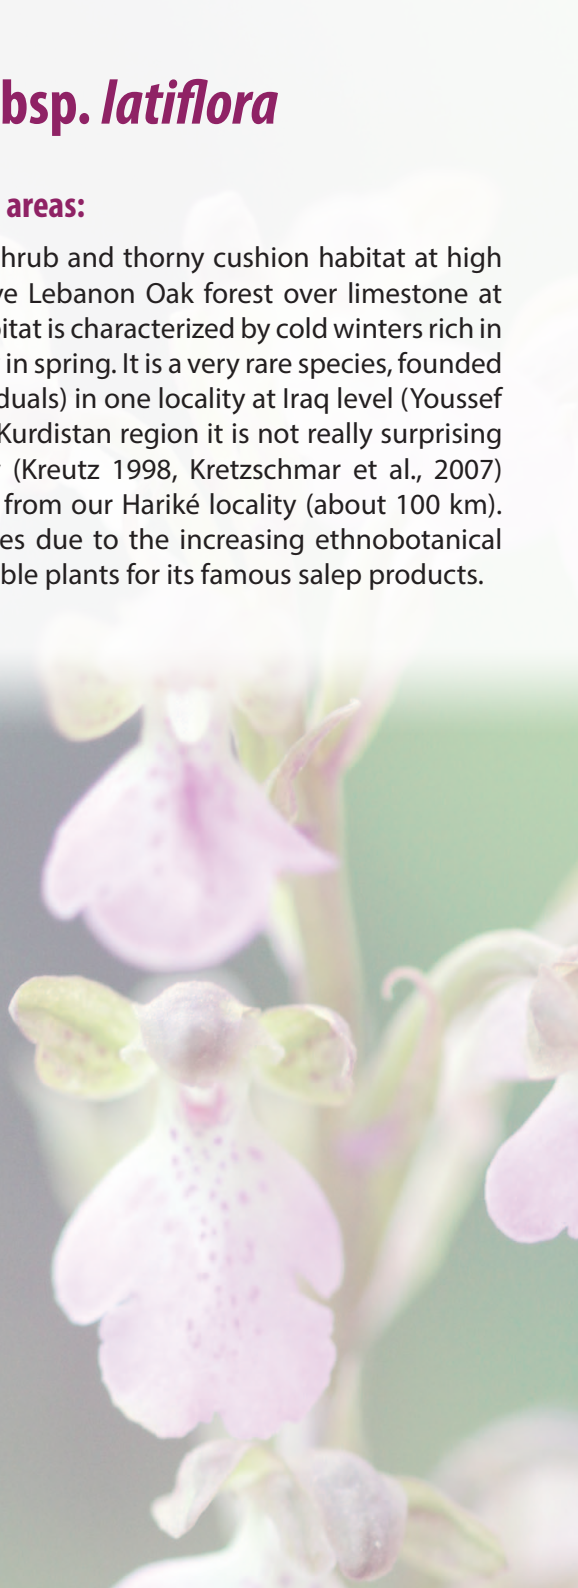 bsp. latiflora
areas:
hrub and thorny cushion habitat at high
ve Lebanon Oak forest over limestone at
itat is characterized by cold winters rich in
in spring. It is a very rare species, founded
duals) in one locality at Iraq level (Youssef
Kurdistan region it is not really surprising
(Kreutz 1998, Kretzschmar et al., 2007)
from our Hariké locality (about 100 km).
es due to the increasing ethnobotanical
ble plants for its famous salep products.